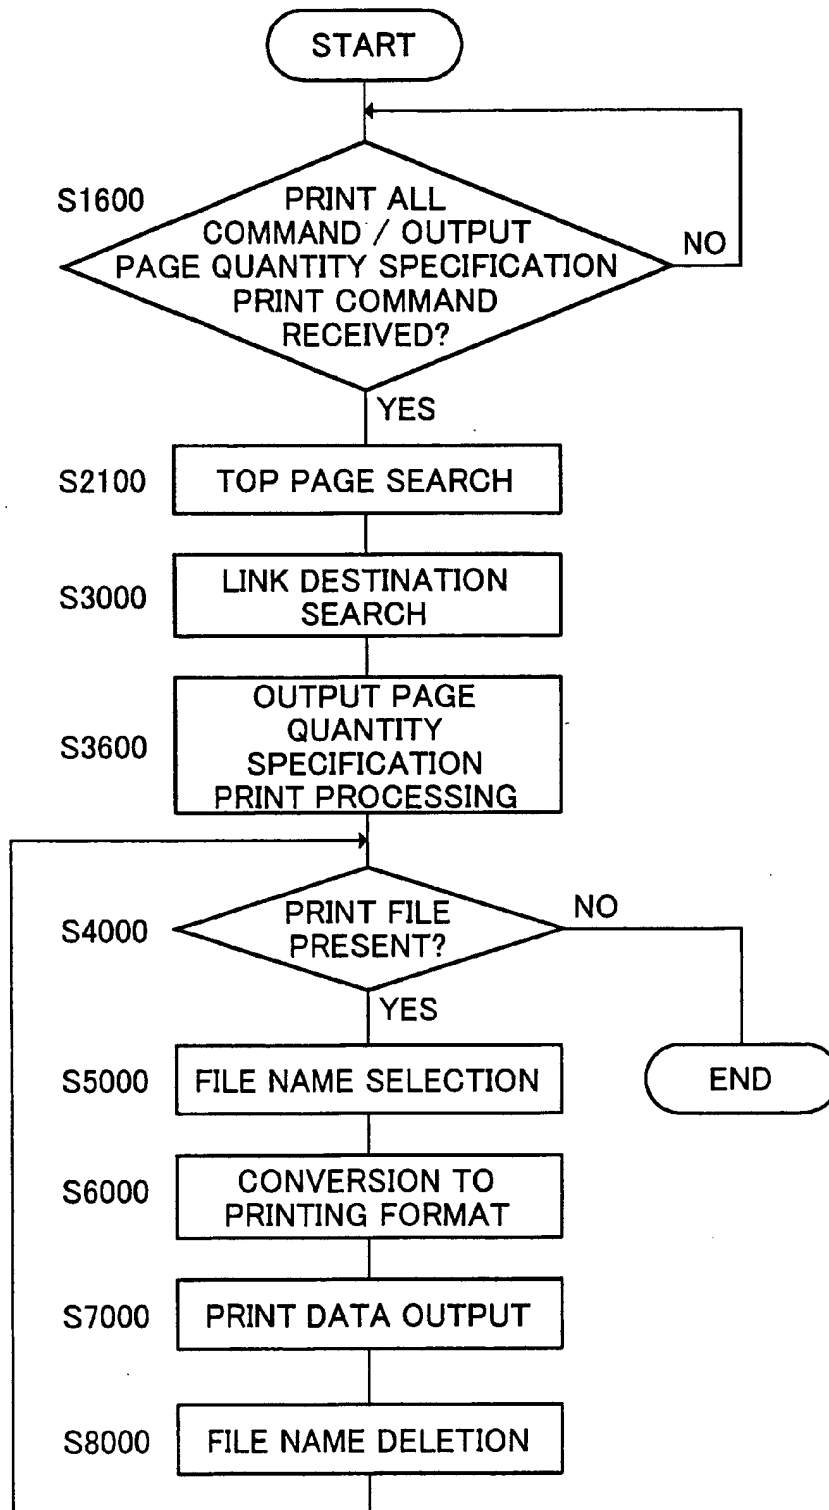 START
S1600
PRINT ALL
COMMAND / OUTPUT
PAGE QUANTITY SPECIFICATION
PRINT COMMAND
RECEIVED?
NO
YES
S2100
TOP PAGE SEARCH
S3000
LINK DESTINATION
SEARCH
S3600
OUTPUT PAGE
QUANTITY
SPECIFICATION
PRINT PROCESSING
S4000
PRINT FILE
PRESENT?
NO
YES
S5000
FILE NAME SELECTION
END
S6000
CONVERSION TO
PRINTING FORMAT
S7000
PRINT DATA OUTPUT
S8000
FILE NAME DELETION